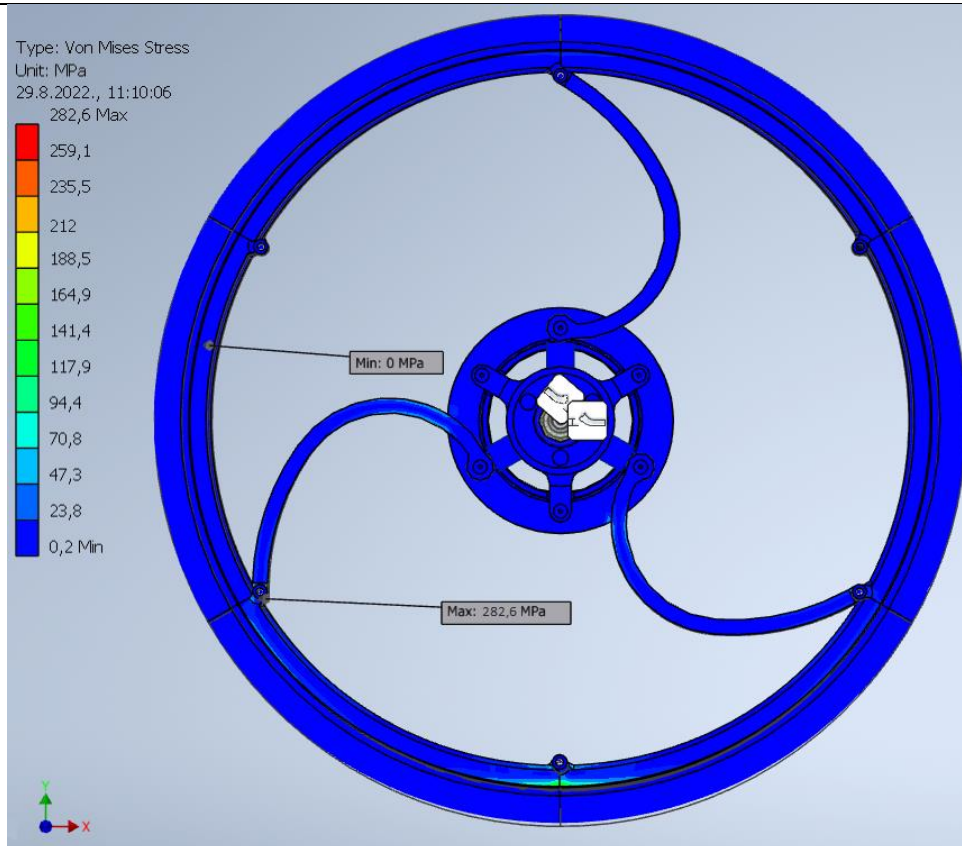 Type: Von Mises Stress
Unit: MPa
29.8.2022., 11:10:06
282,6 Max
259,1
235,5
212
188,5
164,9
141,4
117,9
94,4
70,8
47,3
23,8
0,2 Min
Min: 0 MPa
Max: 282,6 MPa
Y
X